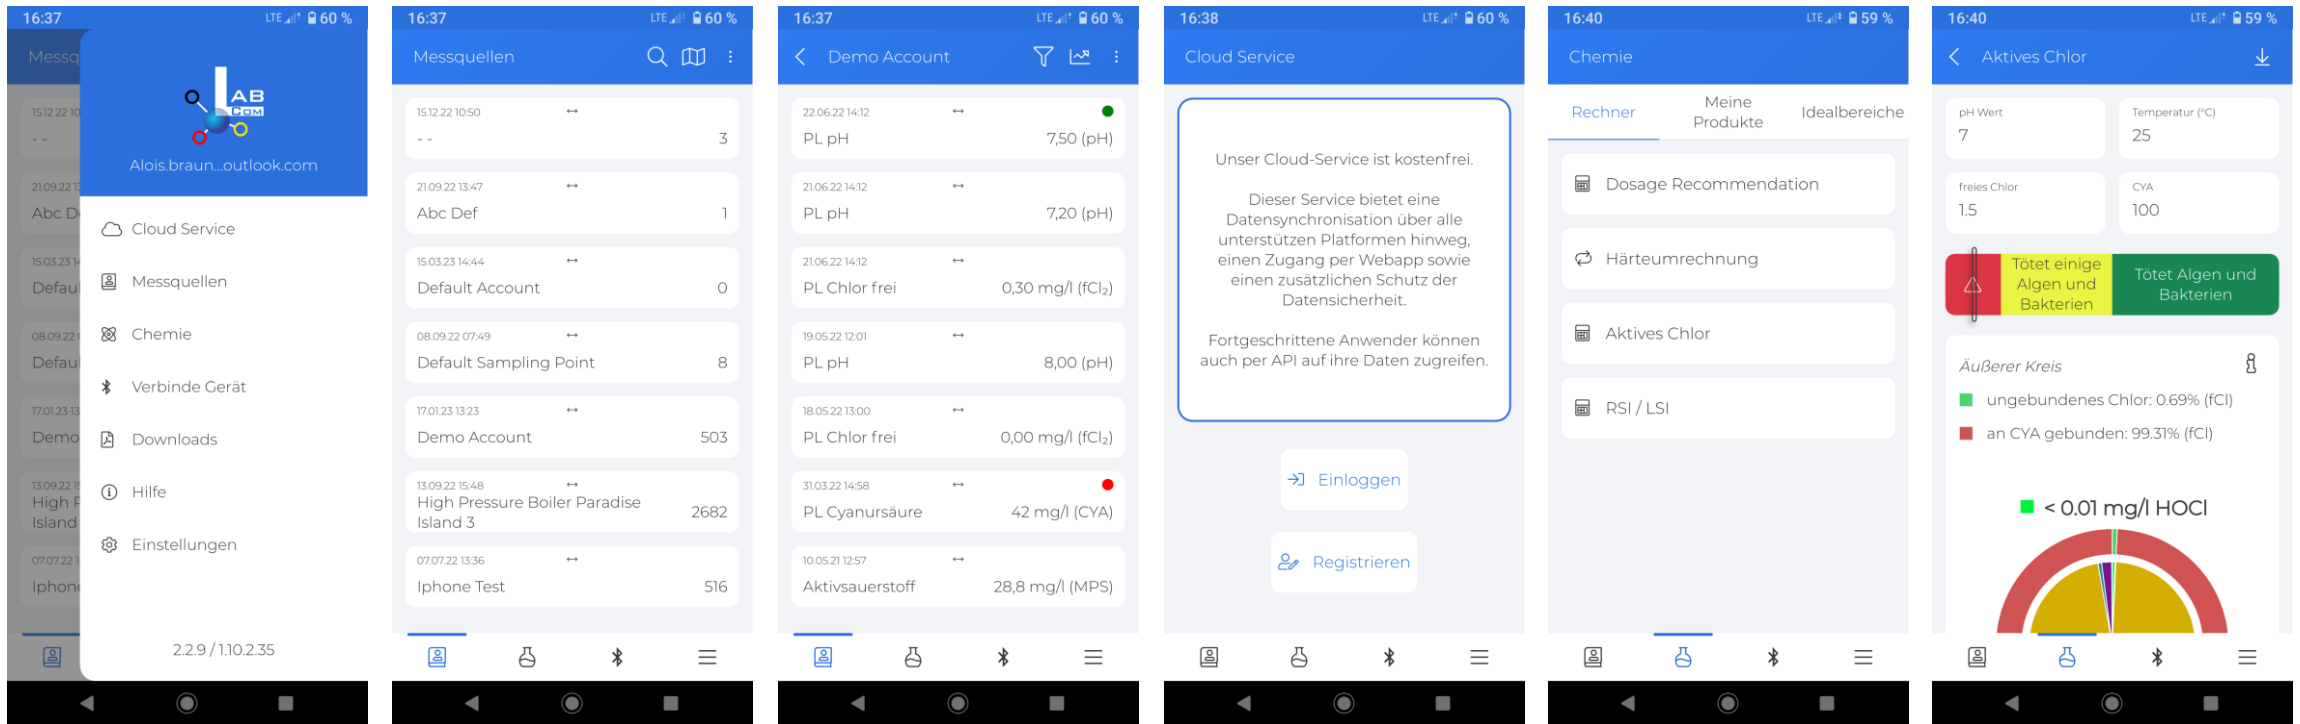 16:37 LTE 60 %
Messq
LAB
COM
Alois.braun...outlook.com
15.12.22 10
- -
21.09.22 1
Abc D
15.03.23 14
Defau
08.09.22
Defau
17.01.23 13
Demo
13.09.22 15
High P
Island
07.07.22 1
Iphon
Cloud Service
Messquellen
Chemie
Verbinde Gerät
Downloads
Hilfe
Einstellungen
2.2.9 / 1.10.2.35
16:37 LTE 60 %
Messquellen
15.12.22 10:50
- - 3
21.09.22 13:47
Abc Def 1
15.03.23 14:44
Default Account 0
08.09.22 07:49
Default Sampling Point 8
17.01.23 13:23
Demo Account 503
13.09.22 15:48
High Pressure Boiler Paradise
Island 3 2682
07.07.22 13:36
Iphone Test 516
16:37 LTE 60 %
Demo Account
22.06.22 14:12
PL pH 7,50 (pH)
21.06.22 14:12
PL pH 7,20 (pH)
21.06.22 14:12
PL Chlor frei 0,30 mg/l (fCl₂)
19.05.22 12:01
PL pH 8,00 (pH)
18.05.22 13:00
PL Chlor frei 0,00 mg/l (fCl₂)
31.03.22 14:58
PL Cyanursäure 42 mg/l (CYA)
10.05.21 12:57
Aktivsauerstoff 28,8 mg/l (MPS)
16:38 LTE 60 %
Cloud Service
Unser Cloud-Service ist kostenfrei.
Dieser Service bietet eine
Datensynchronisation über alle
unterstützen Platformen hinweg,
einen Zugang per Webapp sowie
einen zusätzlichen Schutz der
Datensicherheit.
Fortgeschrittene Anwender können
auch per API auf ihre Daten zugreifen.
Einloggen
Registrieren
16:40 LTE 59 %
Chemie
Rechner
Meine
Produkte
Idealbereiche
Dosage Recommendation
Härteumrechnung
Aktives Chlor
RSI / LSI
16:40 LTE 59 %
Aktives Chlor
pH Wert
7
Temperatur (°C)
25
freies Chlor
1.5
CYA
100
Tötet einige
Algen und
Bakterien
Tötet Algen und
Bakterien
Äußerer Kreis
ungebundenes Chlor: 0.69% (fCl)
an CYA gebunden: 99.31% (fCl)
< 0.01 mg/l HOCl